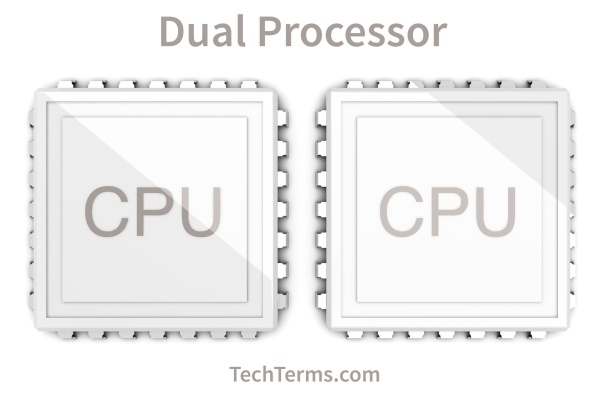 Dual Processor
CPU
CPU
TechTerms.com